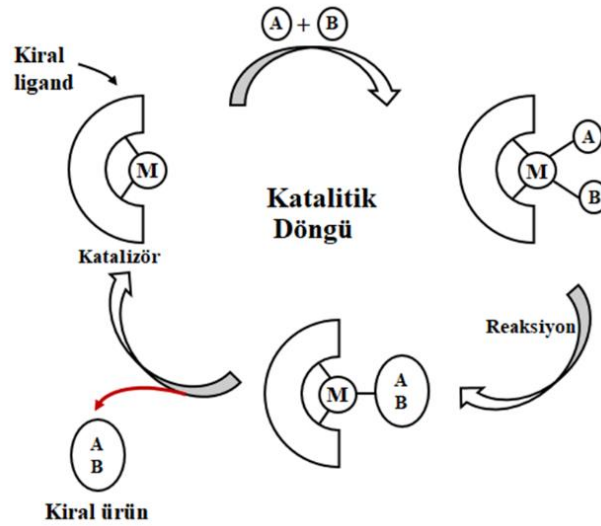 A + B
Kiral
ligand
M
A
M
B
Katalitik
Döngü
Katalizör
Reaksiyon
M
A
B
A
B
Kiral ürün